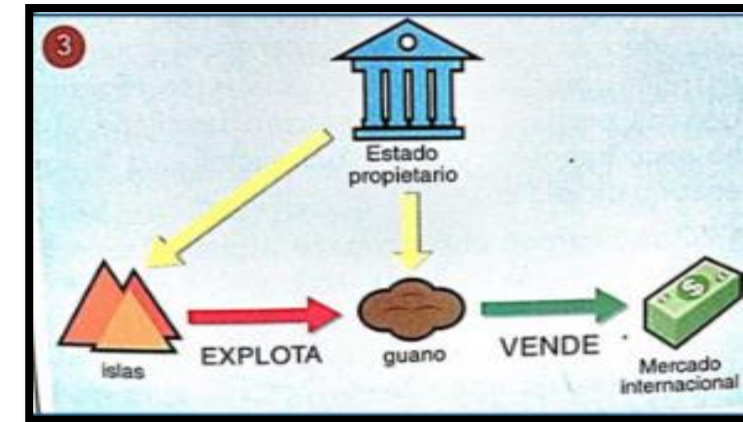 3
Estado
propietario
islas
EXPLOTA
guano
VENDE
Mercado
internacional
$